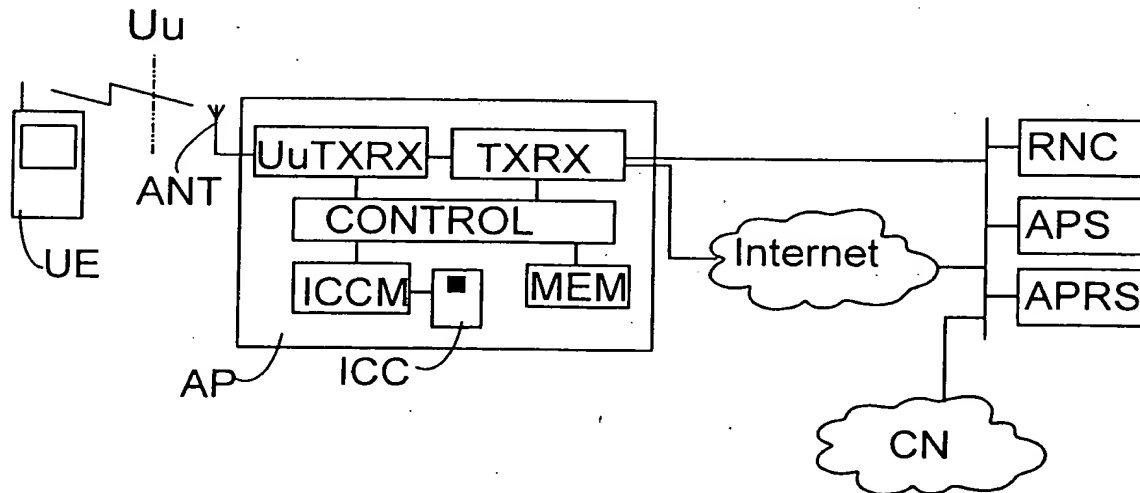 Uu
UuTXRX
TXRX
RNC
ANT
CONTROL
APS
Internet
UE
ICCM
MEM
APRS
AP
ICC
CN